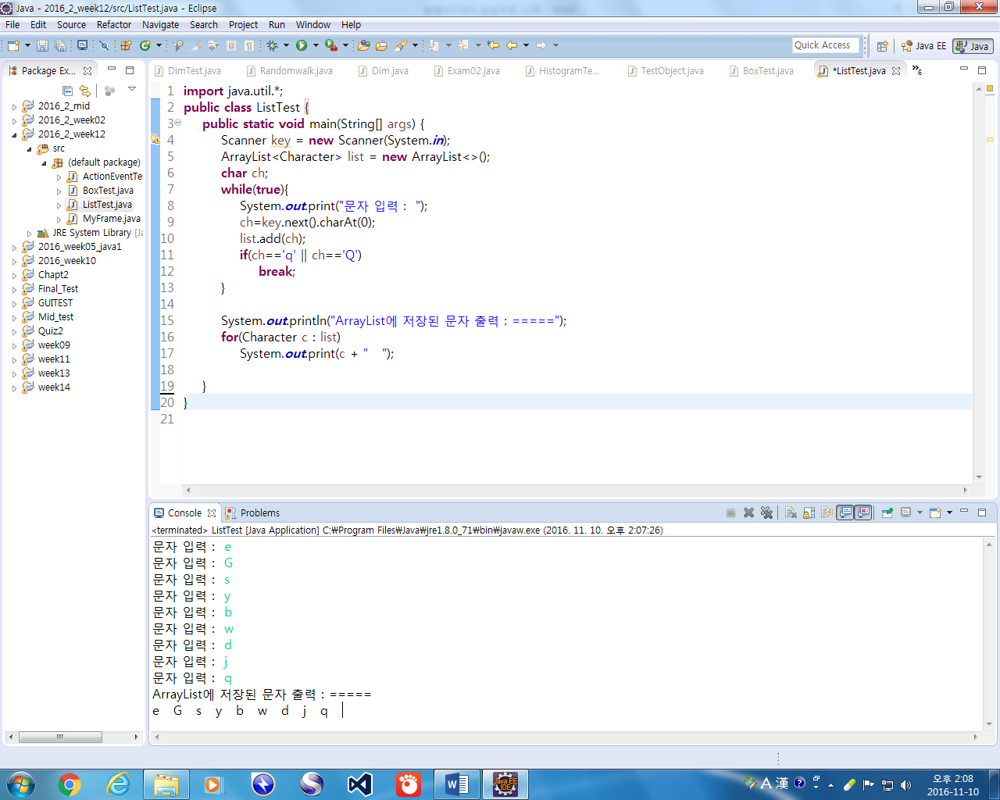 Java - 2016_2_week12/src/ListTest.java - Eclipse
File Edit Source Refactor Navigate Search Project Run Window Help
Quick Access Java EE Java
Package Ex...
DimTest.java Randomwalk.java Dim.java Exam02.java HistogramTe... TestObject.java BoxTest.java *ListTest.java »6
2016_2_mid
2016_2_week02
2016_2_week12
src
(default package)
ActionEventTe
BoxTest.java
ListTest.java
MyFrame.java
JRE System Library [Ja
2016_week05_java1
2016_week10
Chapt2
Final_Test
GUITEST
Mid_test
Quiz2
week09
week11
week13
week14
1 import java.util.*;
2 public class ListTest {
3 public static void main(String[] args) {
4 Scanner key = new Scanner(System.in);
5 ArrayList<Character> list = new ArrayList<>();
6 char ch;
7 while(true){
8 System.out.print("문자 입력 : ");
9 ch=key.next().charAt(0);
10 list.add(ch);
11 if(ch=='q' || ch=='Q')
12 break;
13 }
14
15 System.out.println("ArrayList에 저장된 문자 출력 : =====");
16 for(Character c : list)
17 System.out.print(c + "  ");
18
19 }
20 }
21
Console Problems
<terminated> ListTest [Java Application] C:₩Program Files₩Java₩jre1.8.0_71₩bin₩javaw.exe (2016. 11. 10. 오후 2:07:26)
문자 입력 : e
문자 입력 : G
문자 입력 : s
문자 입력 : y
문자 입력 : b
문자 입력 : w
문자 입력 : d
문자 입력 : j
문자 입력 : q
ArrayList에 저장된 문자 출력 : =====
e G s y b w d j q
Java EE
IDE
A 漢
오후 2:08
2016-11-10